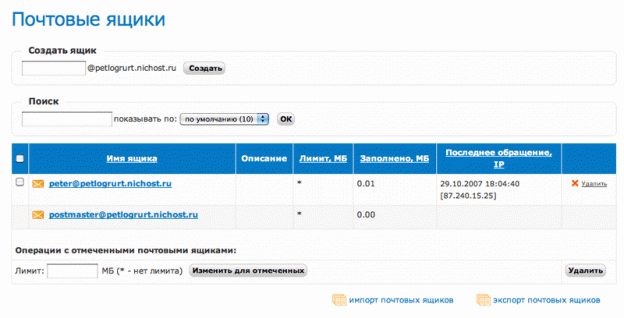 Почтовые ящики
Создать ящик
@petlogrurt.nichost.ru Создать
Поиск
показывать по: по умолчанию (10) OK
Имя ящика Описание Лимит, МБ Заполнено, МБ Последнее обращение, IP
peter@petlogrurt.nichost.ru * 0.01 29.10.2007 18:04:40 [87.240.15.25] Удалить
postmaster@petlogrurt.nichost.ru * 0.00
Операции с отмеченными почтовыми ящиками:
Лимит: МБ (* - нет лимита) Изменить для отмеченных Удалить
импорт почтовых ящиков экспорт почтовых ящиков